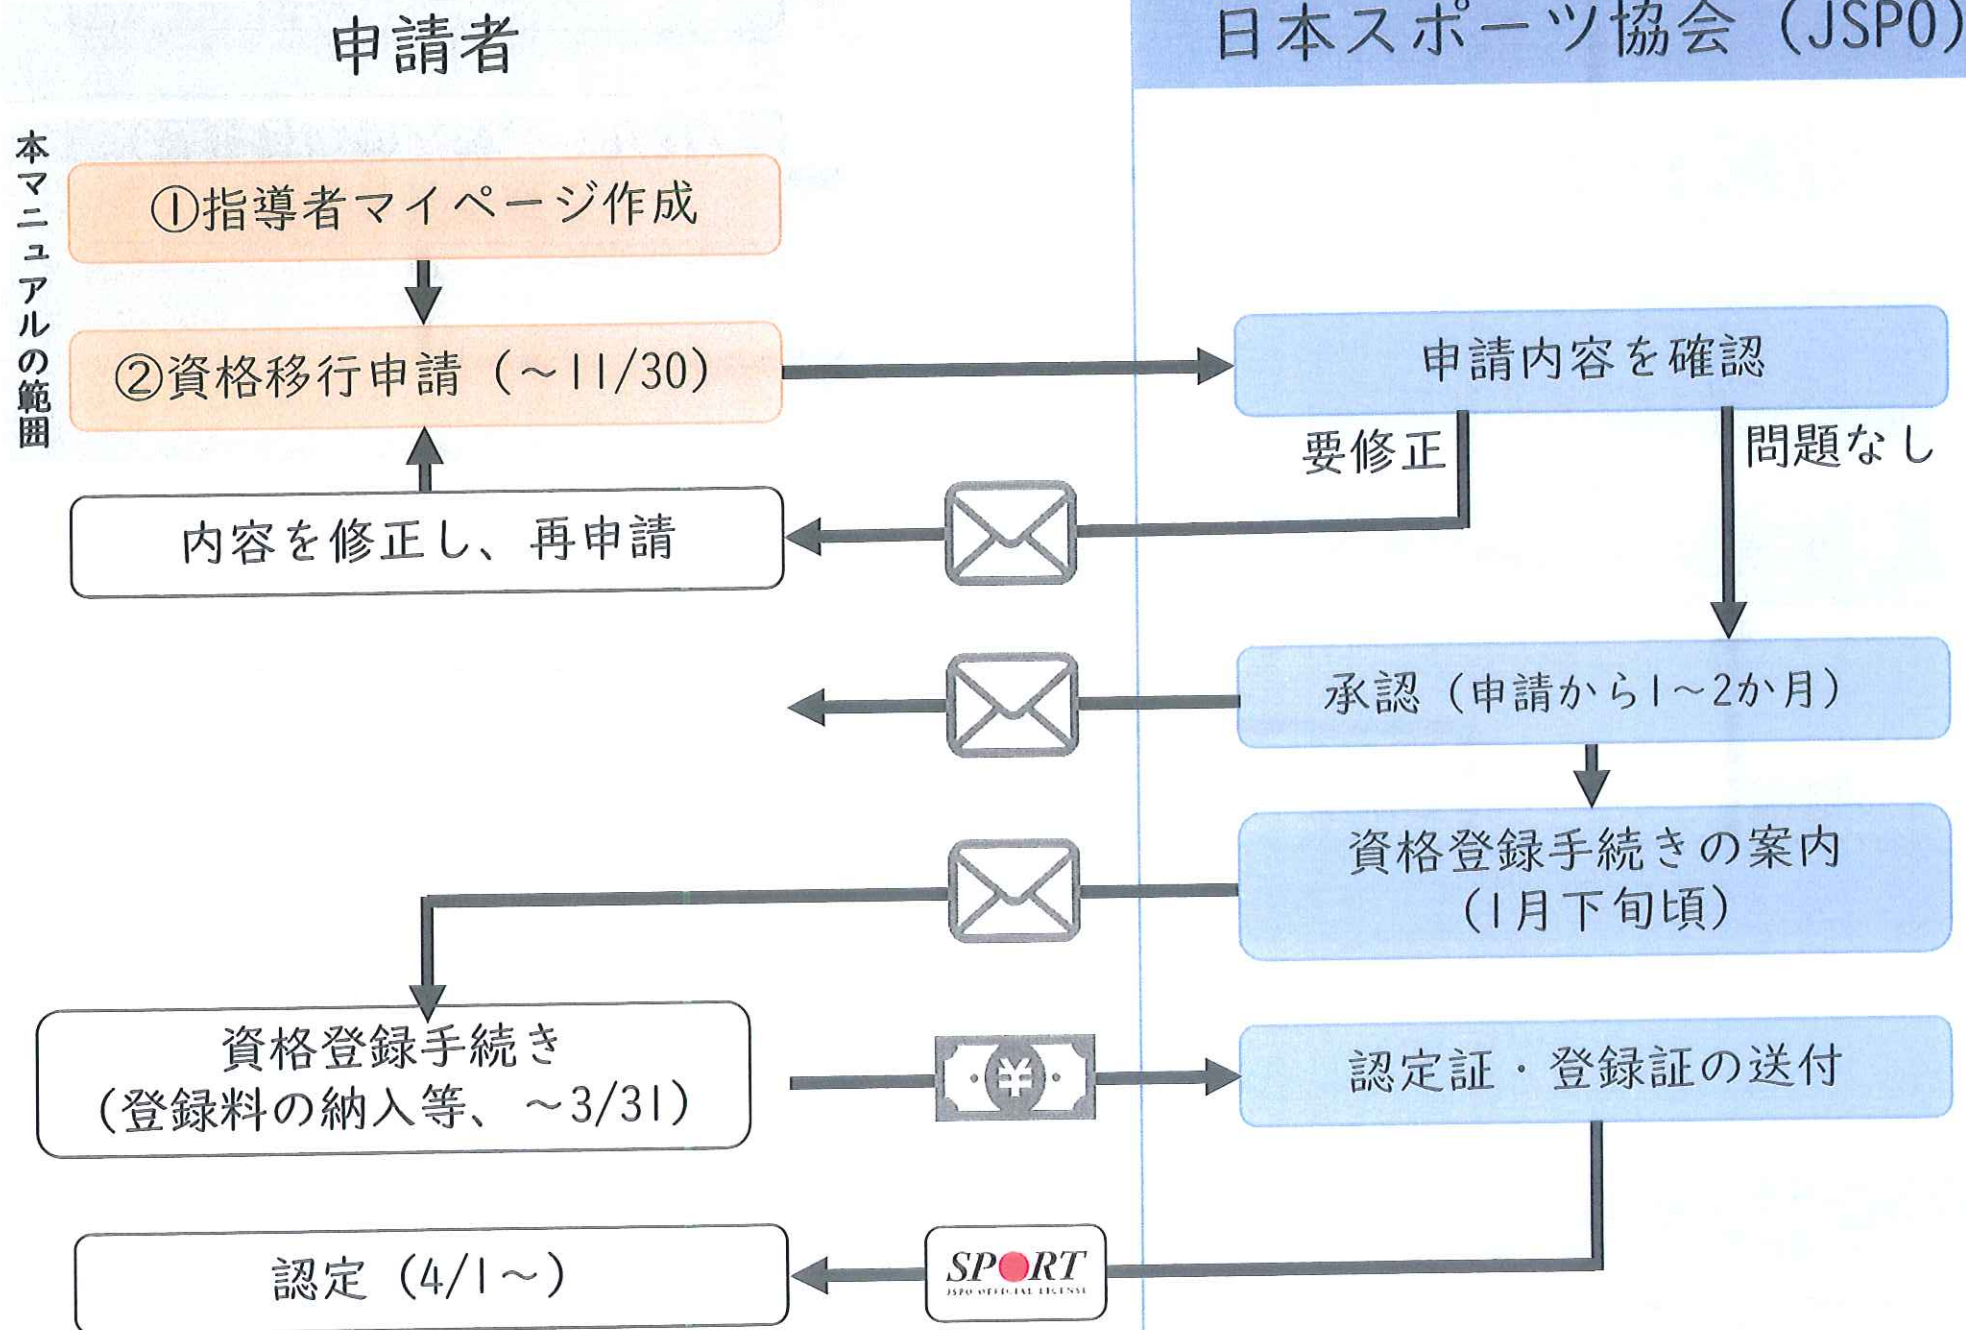 申請者
日本スポーツ協会（JSPO）
本マニュアルの範囲
①指導者マイページ作成
②資格移行申請（～11/30）
申請内容を確認
要修正
問題なし
内容を修正し、再申請
承認（申請から1～2か月）
資格登録手続きの案内
（1月下旬頃）
資格登録手続き
（登録料の納入等、～3/31）
¥
認定証・登録証の送付
認定（4/1～）
SPORT
JSPO OFFICIAL LICENSE